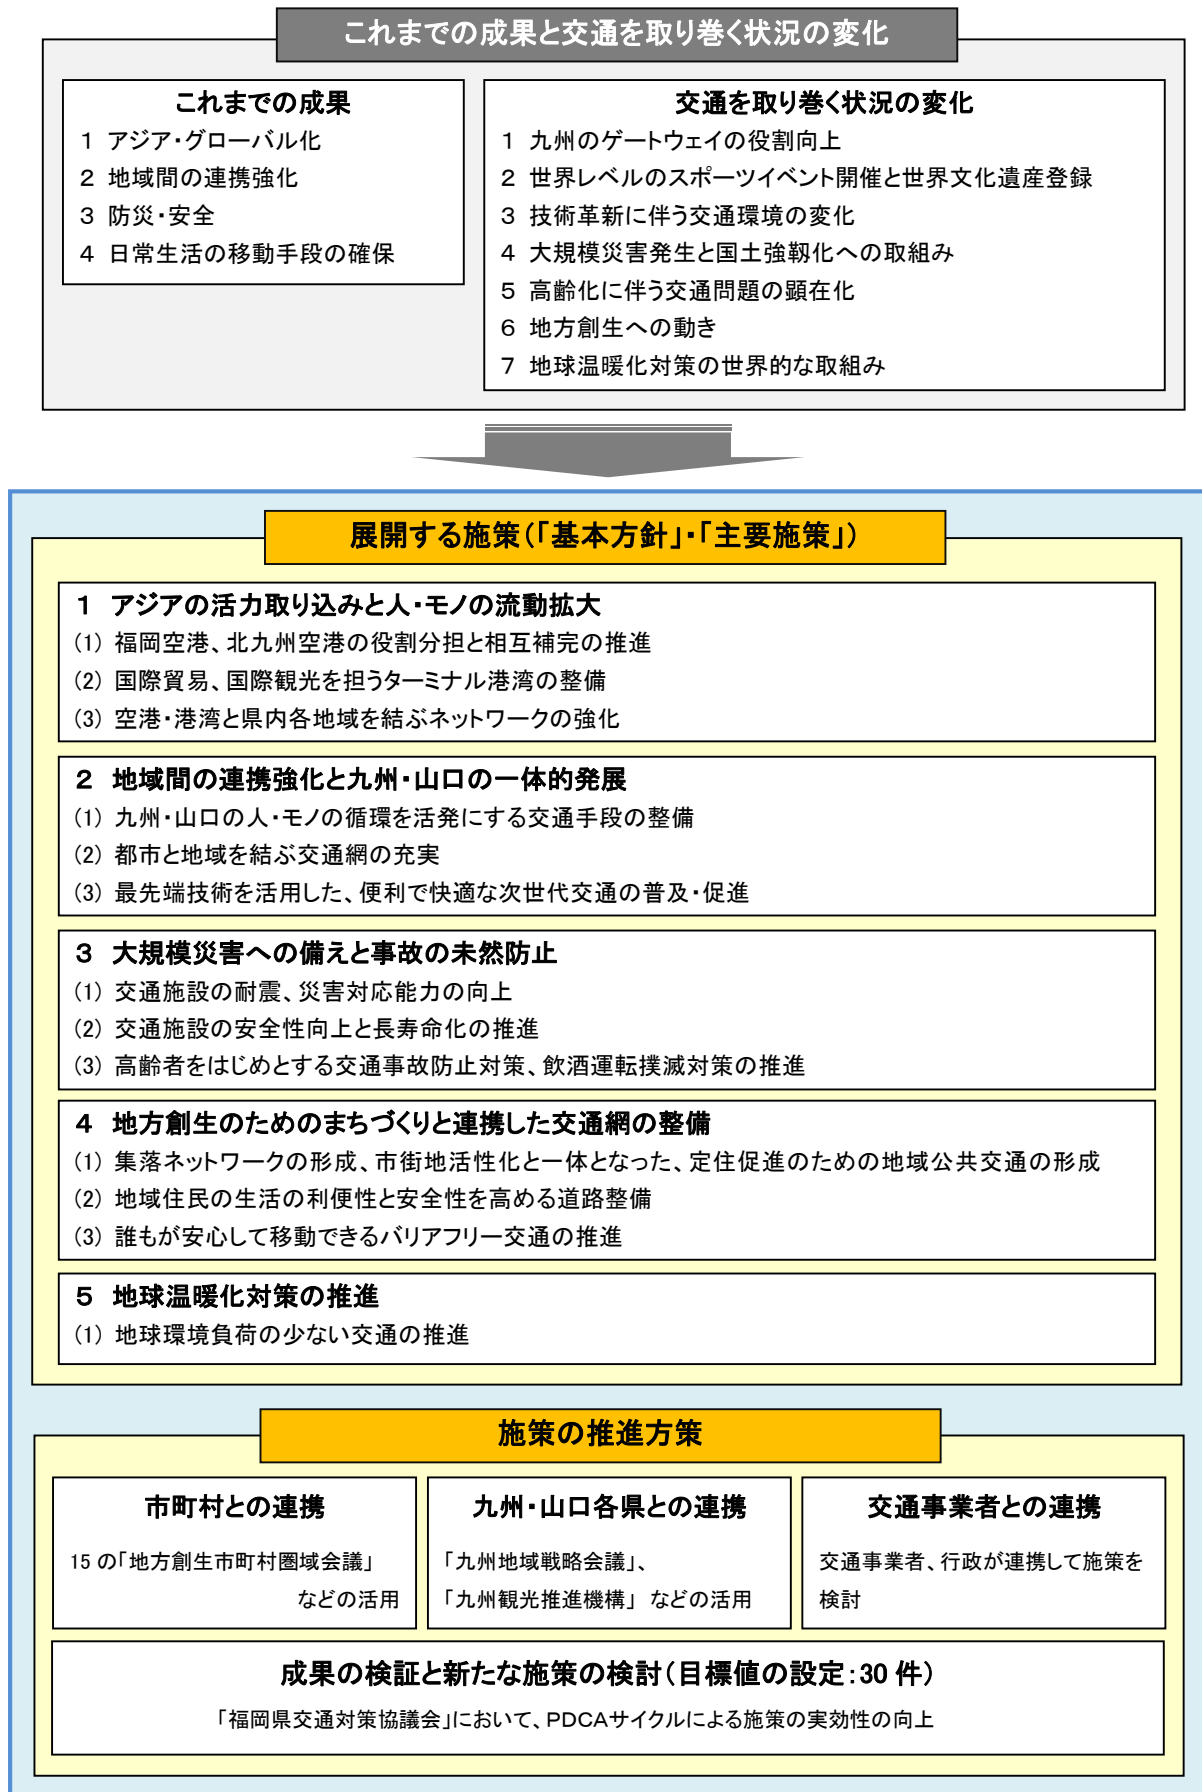 これまでの成果と交通を取り巻く状況の変化
これまでの成果
1 アジア・グローバル化
2 地域間の連携強化
3 防災・安全
4 日常生活の移動手段の確保
交通を取り巻く状況の変化
1 九州のゲートウェイの役割向上
2 世界レベルのスポーツイベント開催と世界文化遺産登録
3 技術革新に伴う交通環境の変化
4 大規模災害発生と国土強靱化への取組み
5 高齢化に伴う交通問題の顕在化
6 地方創生への動き
7 地球温暖化対策の世界的な取組み
展開する施策(「基本方針」・「主要施策」)
1 アジアの活力取り込みと人・モノの流動拡大
(1) 福岡空港、北九州空港の役割分担と相互補完の推進
(2) 国際貿易、国際観光を担うターミナル港湾の整備
(3) 空港・港湾と県内各地域を結ぶネットワークの強化
2 地域間の連携強化と九州・山口の一体的発展
(1) 九州・山口の人・モノの循環を活発にする交通手段の整備
(2) 都市と地域を結ぶ交通網の充実
(3) 最先端技術を活用した、便利で快適な次世代交通の普及・促進
3 大規模災害への備えと事故の未然防止
(1) 交通施設の耐震、災害対応能力の向上
(2) 交通施設の安全性向上と長寿命化の推進
(3) 高齢者をはじめとする交通事故防止対策、飲酒運転撲滅対策の推進
4 地方創生のためのまちづくりと連携した交通網の整備
(1) 集落ネットワークの形成、市街地活性化と一体となった、定住促進のための地域公共交通の形成
(2) 地域住民の生活の利便性と安全性を高める道路整備
(3) 誰もが安心して移動できるバリアフリー交通の推進
5 地球温暖化対策の推進
(1) 地球環境負荷の少ない交通の推進
施策の推進方策
市町村との連携
15 の「地方創生市町村圏域会議」
などの活用
九州・山口各県との連携
「九州地域戦略会議」、
「九州観光推進機構」 などの活用
交通事業者との連携
交通事業者、行政が連携して施策を
検討
成果の検証と新たな施策の検討(目標値の設定:30 件)
「福岡県交通対策協議会」において、PDCAサイクルによる施策の実効性の向上